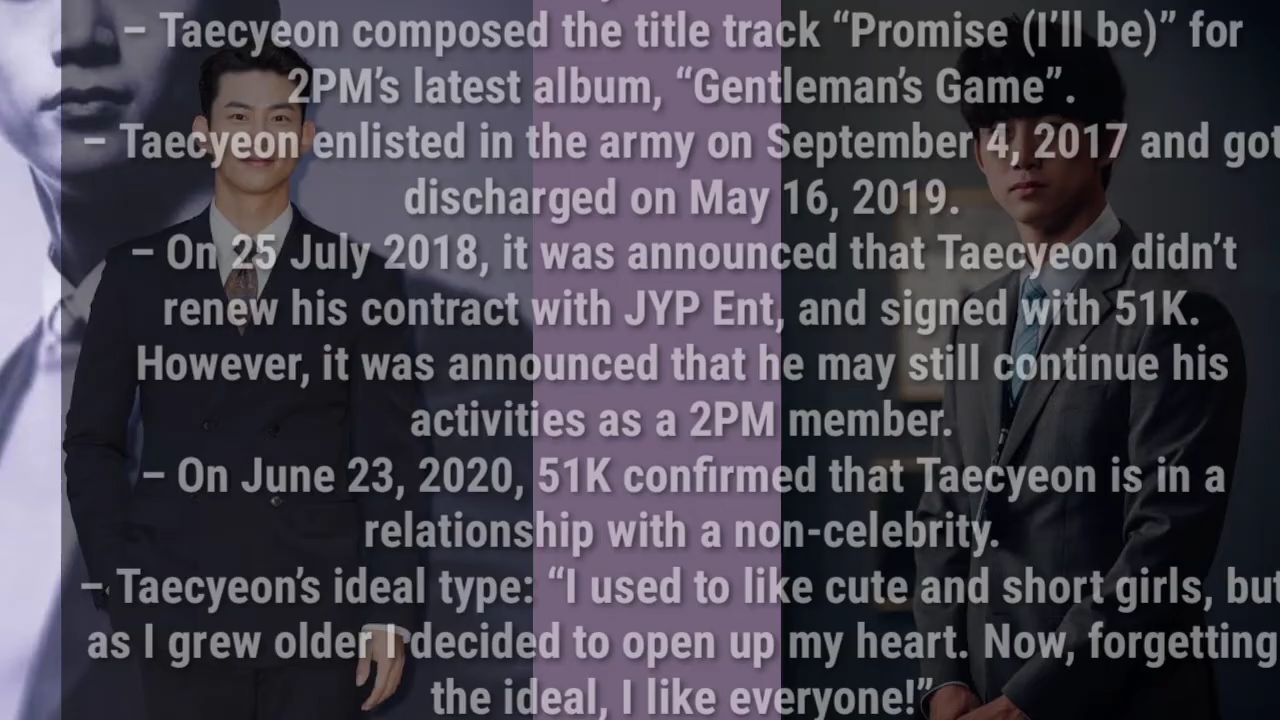 – Taecyeon composed the title track “Promise (I’ll be)” for
2PM’s latest album, “Gentleman’s Game”.
– Taecyeon enlisted in the army on September 4, 2017 and got
discharged on May 16, 2019.
– On 25 July 2018, it was announced that Taecyeon didn’t
renew his contract with JYP Ent, and signed with 51K.
However, it was announced that he may still continue his
activities as a 2PM member.
– On June 23, 2020, 51K confirmed that Taecyeon is in a
relationship with a non-celebrity.
– Taecyeon’s ideal type: “I used to like cute and short girls, but
as I grew older I decided to open up my heart. Now, forgetting
the ideal, I like everyone!”